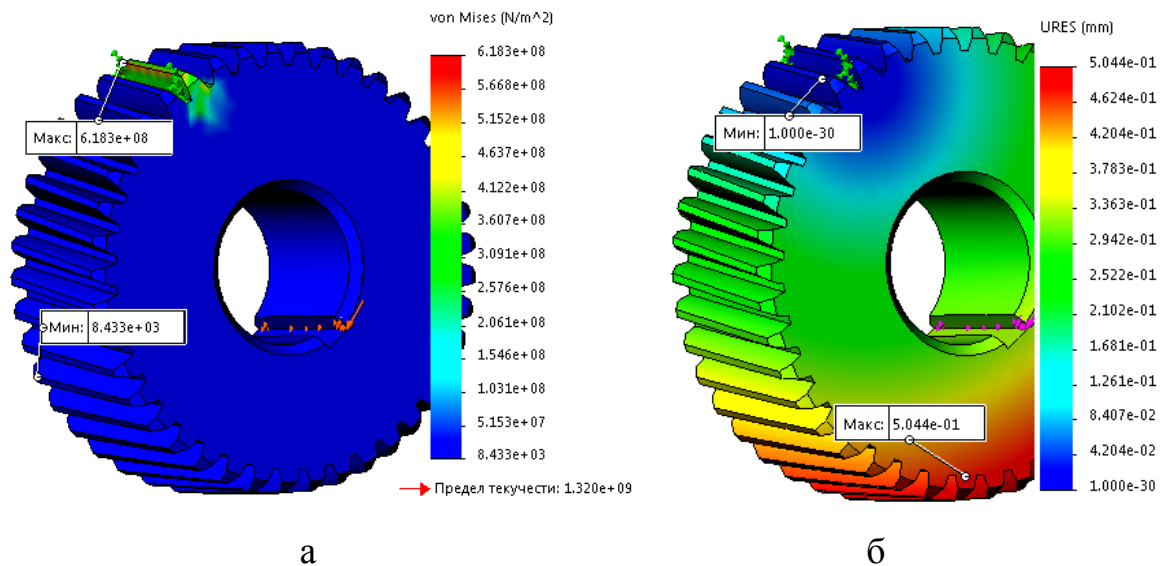 von Mises (N/m^2)
6.183e+08
5.668e+08
5.152e+08
4.637e+08
4.122e+08
3.607e+08
3.091e+08
2.576e+08
2.061e+08
1.546e+08
1.031e+08
5.153e+07
8.433e+03
Макс: 6.183e+08
Мин: 8.433e+03
Предел текучести: 1.320e+09
а
URES (mm)
5.044e-01
4.624e-01
4.204e-01
3.783e-01
3.363e-01
2.942e-01
2.522e-01
2.102e-01
1.681e-01
1.261e-01
8.407e-02
4.204e-02
1.000e-30
Мин: 1.000e-30
Макс: 5.044e-01
б